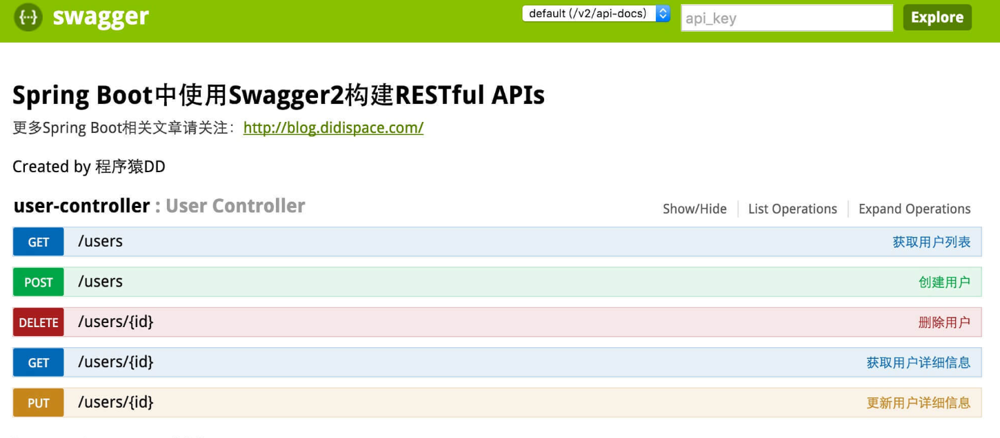 {···} swagger default (/v2/api-docs) api_key Explore
Spring Boot中使用Swagger2构建RESTful APIs
更多Spring Boot相关文章请关注：http://blog.didispace.com/
Created by 程序猿DD
user-controller : User Controller Show/Hide List Operations Expand Operations
GET /users 获取用户列表
POST /users 创建用户
DELETE /users/{id} 删除用户
GET /users/{id} 获取用户详细信息
PUT /users/{id} 更新用户详细信息